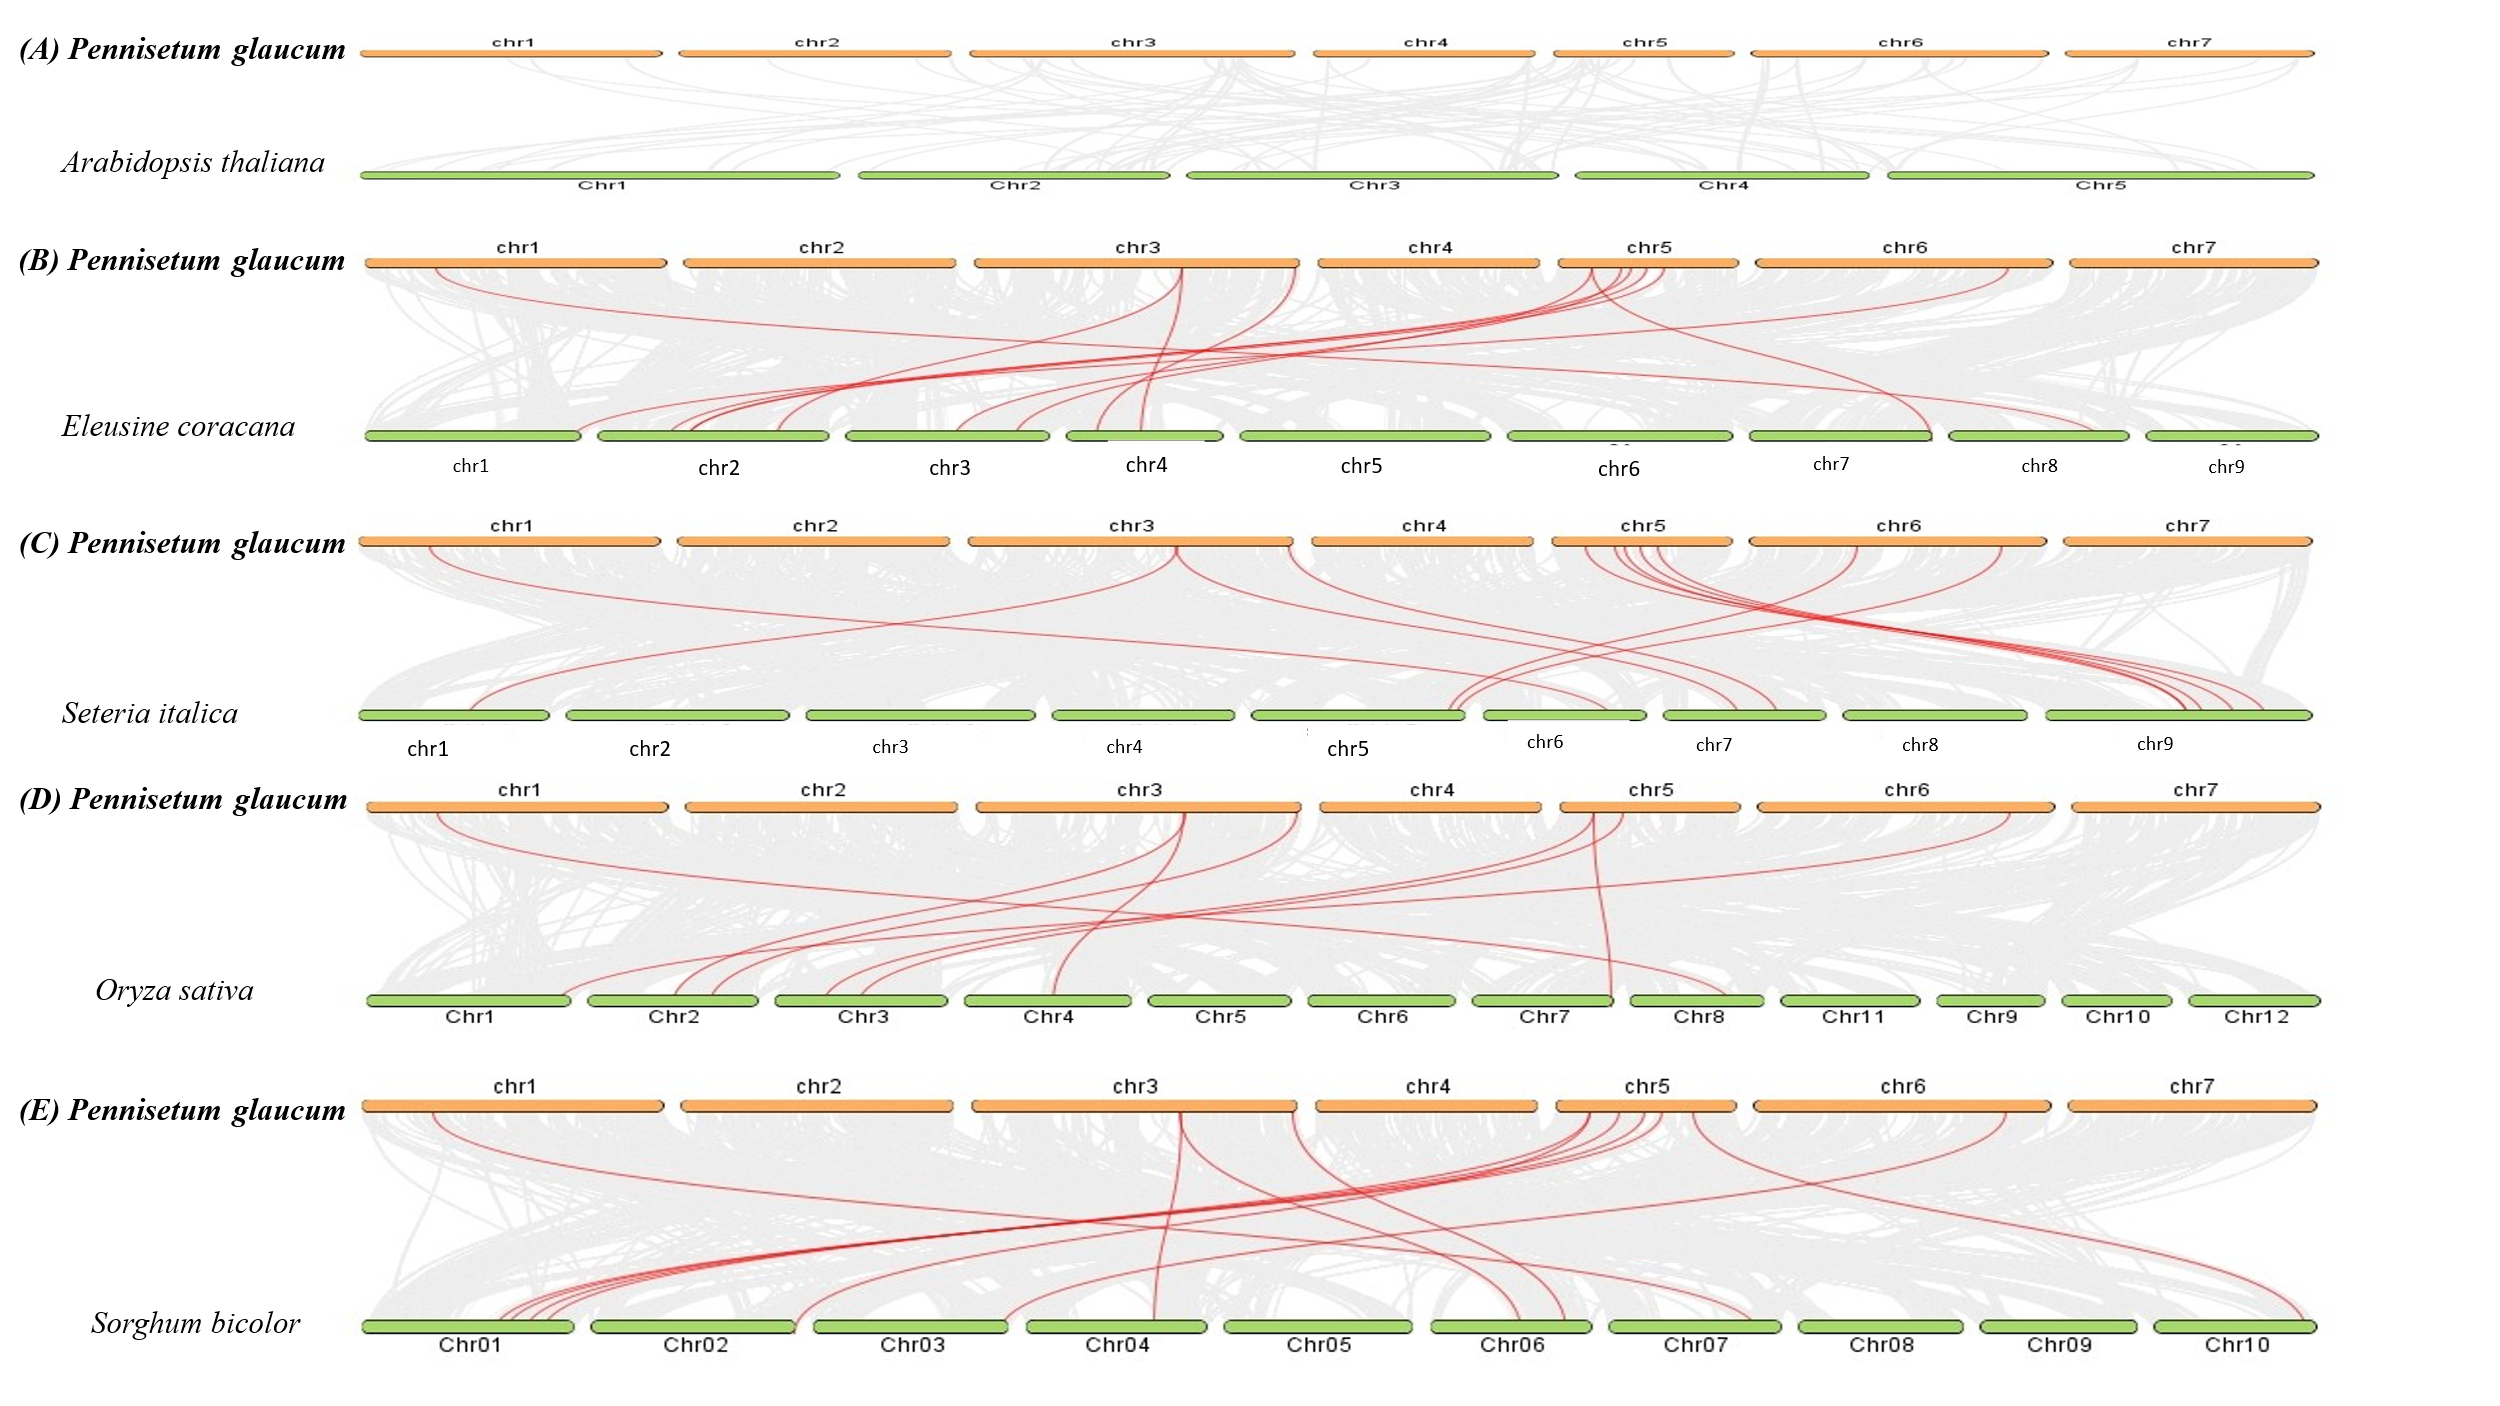 chr1 chr2 chr3 chr4 chr5 chr6 chr7
(A) Pennisetum glaucum
Arabidopsis thaliana
Chr1 Chr2 Chr3 Chr4 Chr5
chr1 chr2 chr3 chr4 chr5 chr6 chr7
(B) Pennisetum glaucum
Eleusine coracana
chr1 chr2 chr3 chr4 chr5 chr6 chr7 chr8 chr9
chr1 chr2 chr3 chr4 chr5 chr6 chr7
(C) Pennisetum glaucum
Seteria italica
chr1 chr2 chr3 chr4 chr5 chr6 chr7 chr8 chr9
chr1 chr2 chr3 chr4 chr5 chr6 chr7
(D) Pennisetum glaucum
Oryza sativa
Chr1 Chr2 Chr3 Chr4 Chr5 Chr6 Chr7 Chr8 Chr11 Chr9 Chr10 Chr12
chr1 chr2 chr3 chr4 chr5 chr6 chr7
(E) Pennisetum glaucum
Sorghum bicolor
Chr01 Chr02 Chr03 Chr04 Chr05 Chr06 Chr07 Chr08 Chr09 Chr10